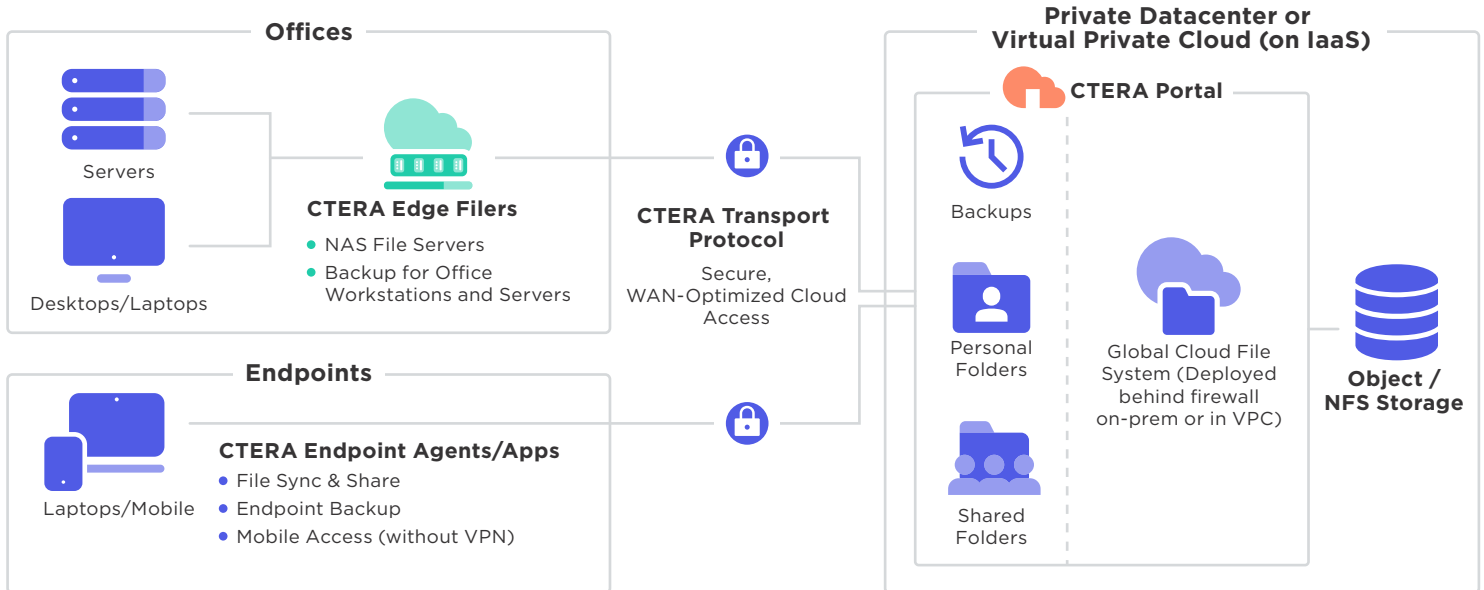 Offices
Servers
Desktops/Laptops
CTERA Edge Filers
NAS File Servers
Backup for Office
Workstations and Servers
Endpoints
Laptops/Mobile
CTERA Endpoint Agents/Apps
File Sync & Share
Endpoint Backup
Mobile Access (without VPN)
CTERA Transport
Protocol
Secure,
WAN-Optimized Cloud
Access
Private Datacenter or
Virtual Private Cloud (on IaaS)
CTERA Portal
Backups
Personal
Folders
Shared
Folders
Global Cloud File
System (Deployed
behind firewall
on-prem or in VPC)
Object /
NFS Storage